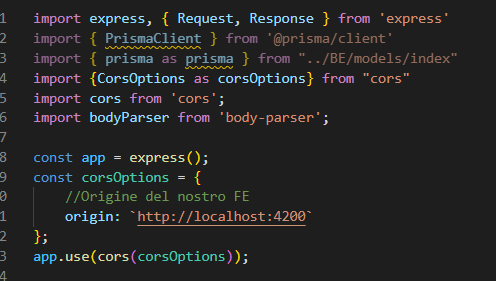 import express, { Request, Response } from 'express'
2 import { PrismaClient } from '@prisma/client'
3 import { prisma as prisma } from "../BE/models/index"
4 import {CorsOptions as corsOptions} from "cors"
5 import cors from 'cors';
6 import bodyParser from 'body-parser';
7
8 const app = express();
9 const corsOptions = {
0 //Origine del nostro FE
1 origin: `http://localhost:4200`
2 };
3 app.use(cors(corsOptions));
4